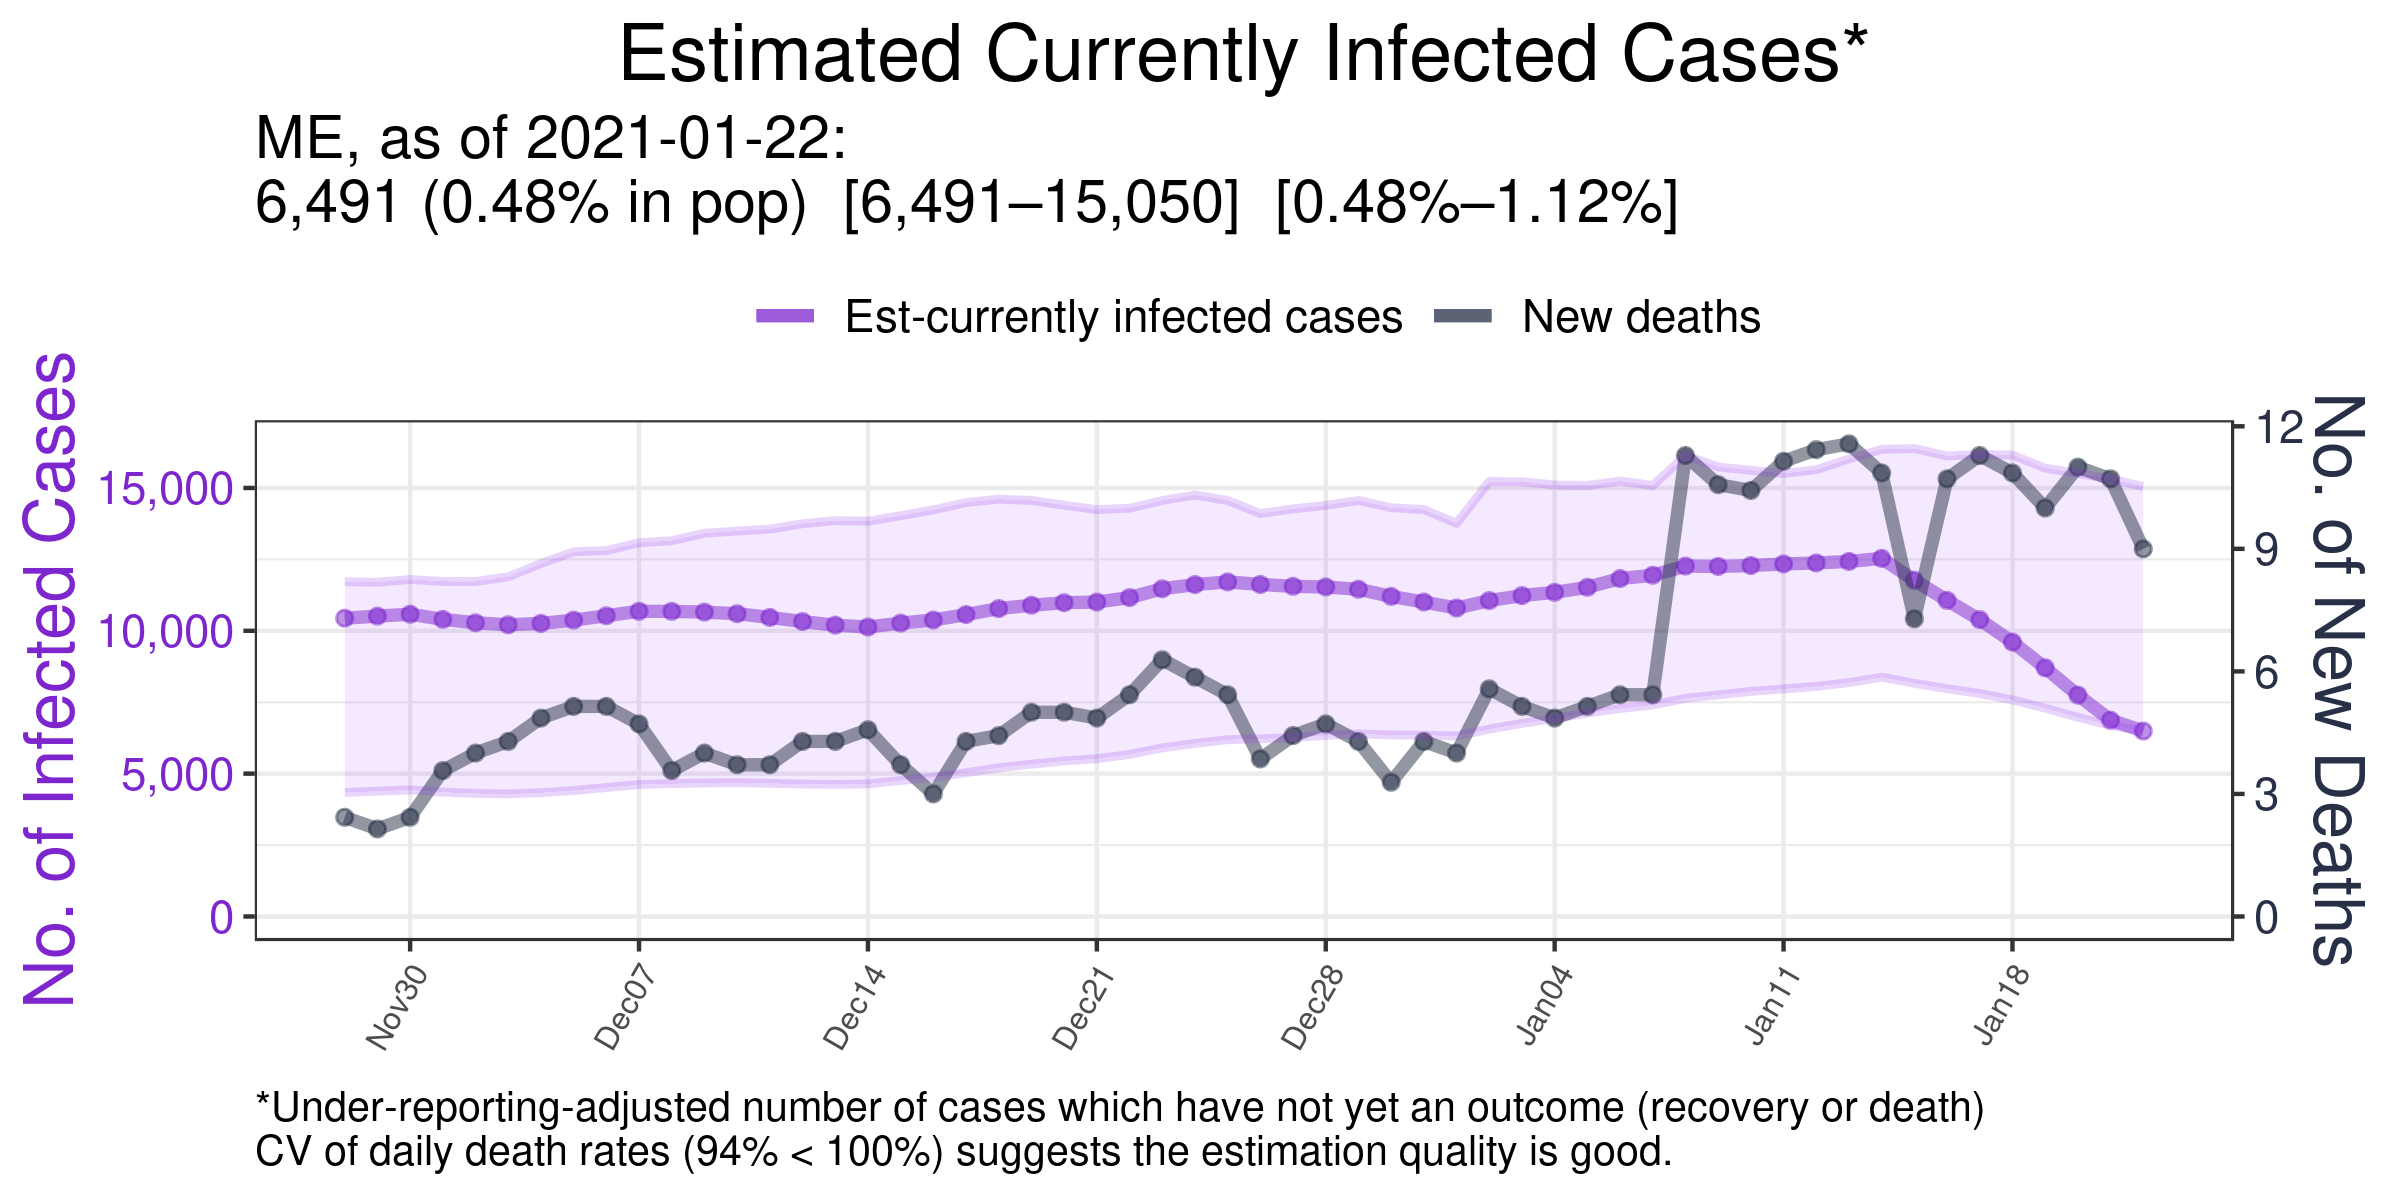 Estimated Currently Infected Cases*
ME, as of 2021-01-22:
6,491 (0.48% in pop)  [6,491–15,050]  [0.48%–1.12%]
Est-currently infected cases
New deaths
No. of Infected Cases
15,000
10,000
5,000
0
12
9
6
3
0
No. of New Deaths
Nov30
Dec07
Dec14
Dec21
Dec28
Jan04
Jan11
Jan18
*Under-reporting-adjusted number of cases which have not yet an outcome (recovery or death)
CV of daily death rates (94% < 100%) suggests the estimation quality is good.